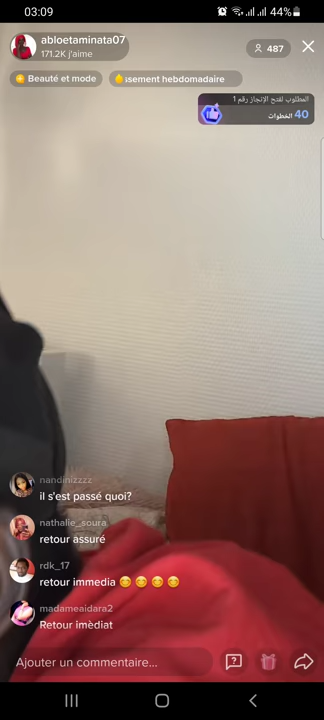 03:09
44%
abloetaminata07
171.2K j'aime
487
Beauté et mode
ssement hebdomadaire
المطلوب لفتح الإنجاز رقم 1
40 الخطوات
nandinizzzz
il s'est passé quoi?
nathalie_soura
retour assuré
rdk_17
retour immedia 😊 😊 😊 😊
madameaidara2
Retour imèdiat
Ajouter un commentaire...